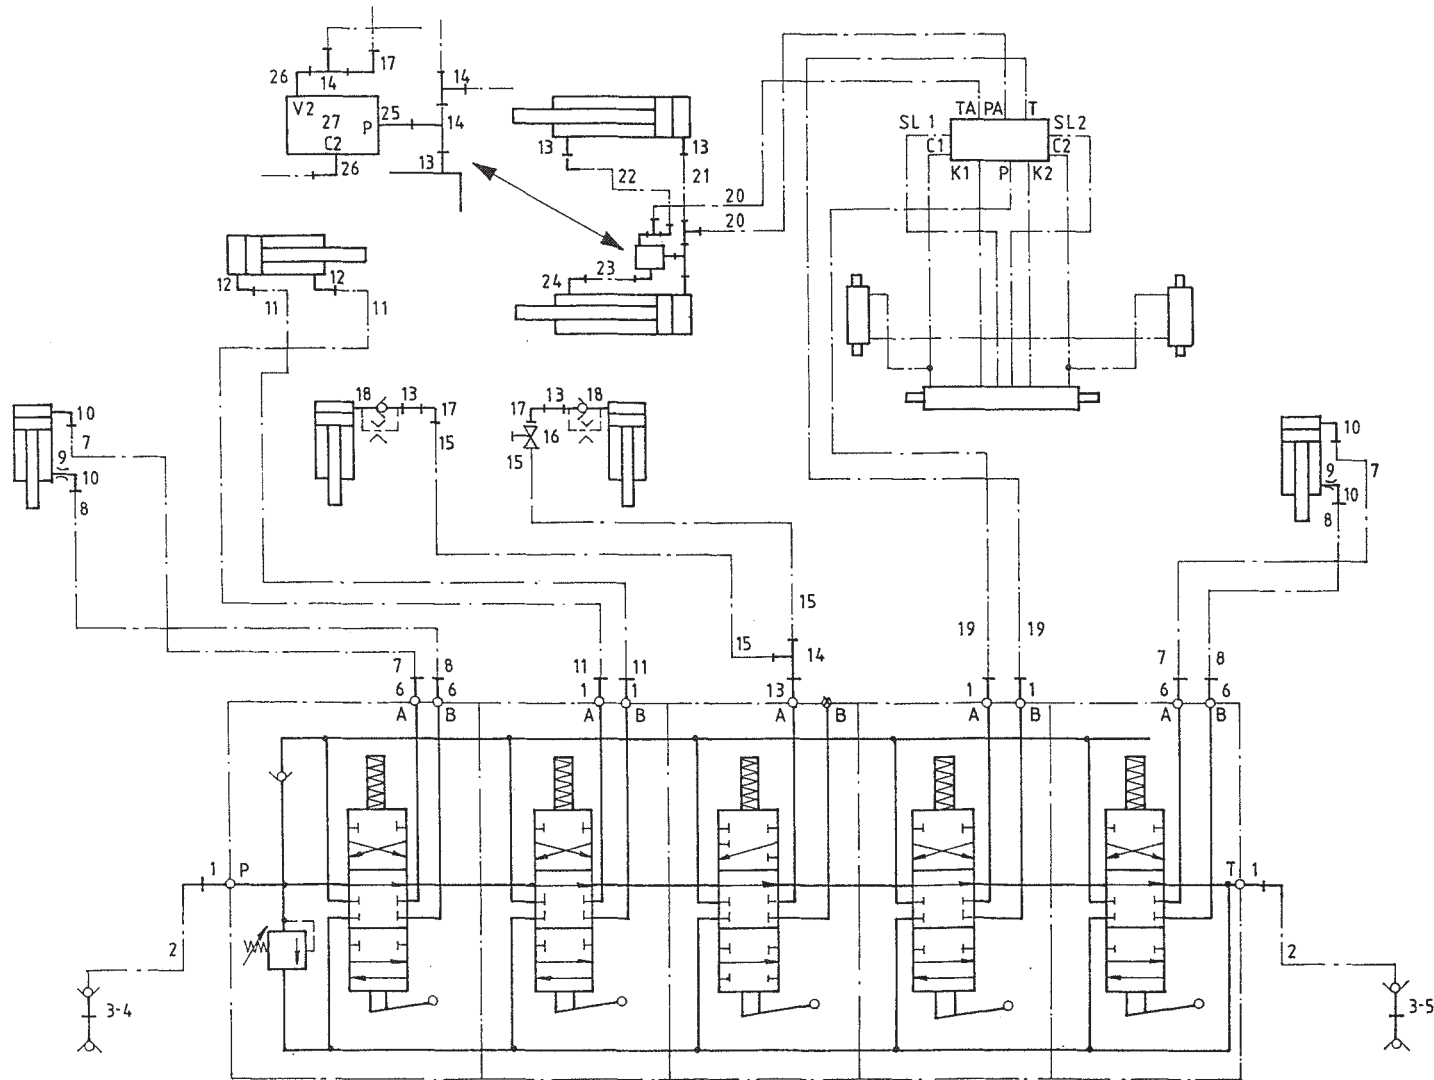 26 14 17 14
V2 25 14
27 P
C2
26 13
13 13
22 21
20
20
23
24
TA PA T
SL 1 SL2
C1 C2
K1 P K2
12 12
11 11
10
7
9 10
8
18 13 17
15
17 13 18
16
15
10
9 7
10
8
15
15 14
19 19
7 8 11 11 7 8
6 6 1 1 13 1 1 6 6
A B A B A B A B A B
1 P T 1
2 2
3-4 3-5